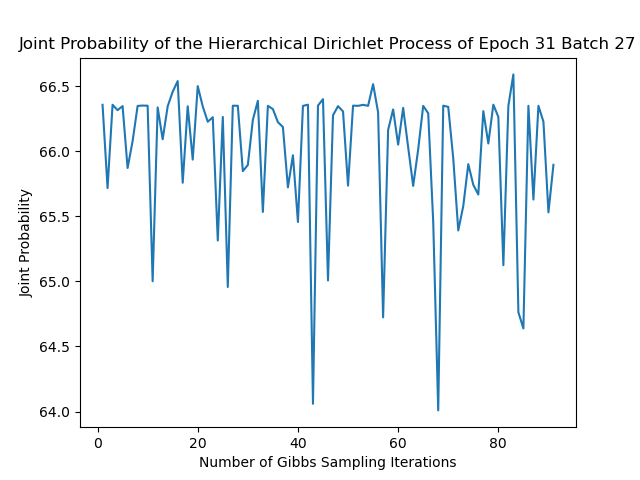 Joint Probability of the Hierarchical Dirichlet Process of Epoch 31 Batch 27
66.5
66.0
65.5
65.0
64.5
64.0
Joint Probability
0 20 40 60 80
Number of Gibbs Sampling Iterations